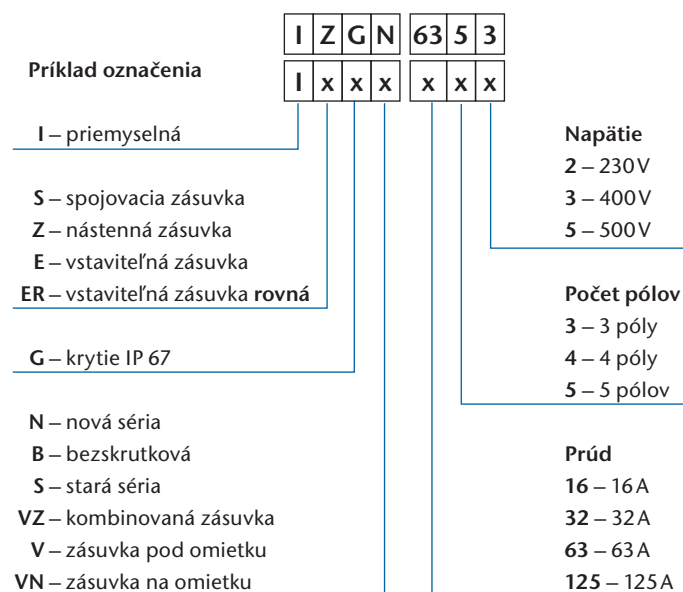 I Z G N 63 5 3
Príklad označenia
I x x x x x x
I – priemyselná
S – spojovacia zásuvka
Z – nástenná zásuvka
E – vstaviteľná zásuvka
ER – vstaviteľná zásuvka rovná
G – krytie IP 67
N – nová séria
B – bezskrutková
S – stará séria
VZ – kombinovaná zásuvka
V – zásuvka pod omietku
VN – zásuvka na omietku
Napätie
2 – 230 V
3 – 400 V
5 – 500 V
Počet pólov
3 – 3 póly
4 – 4 póly
5 – 5 pólov
Prúd
16 – 16 A
32 – 32 A
63 – 63 A
125 – 125 A